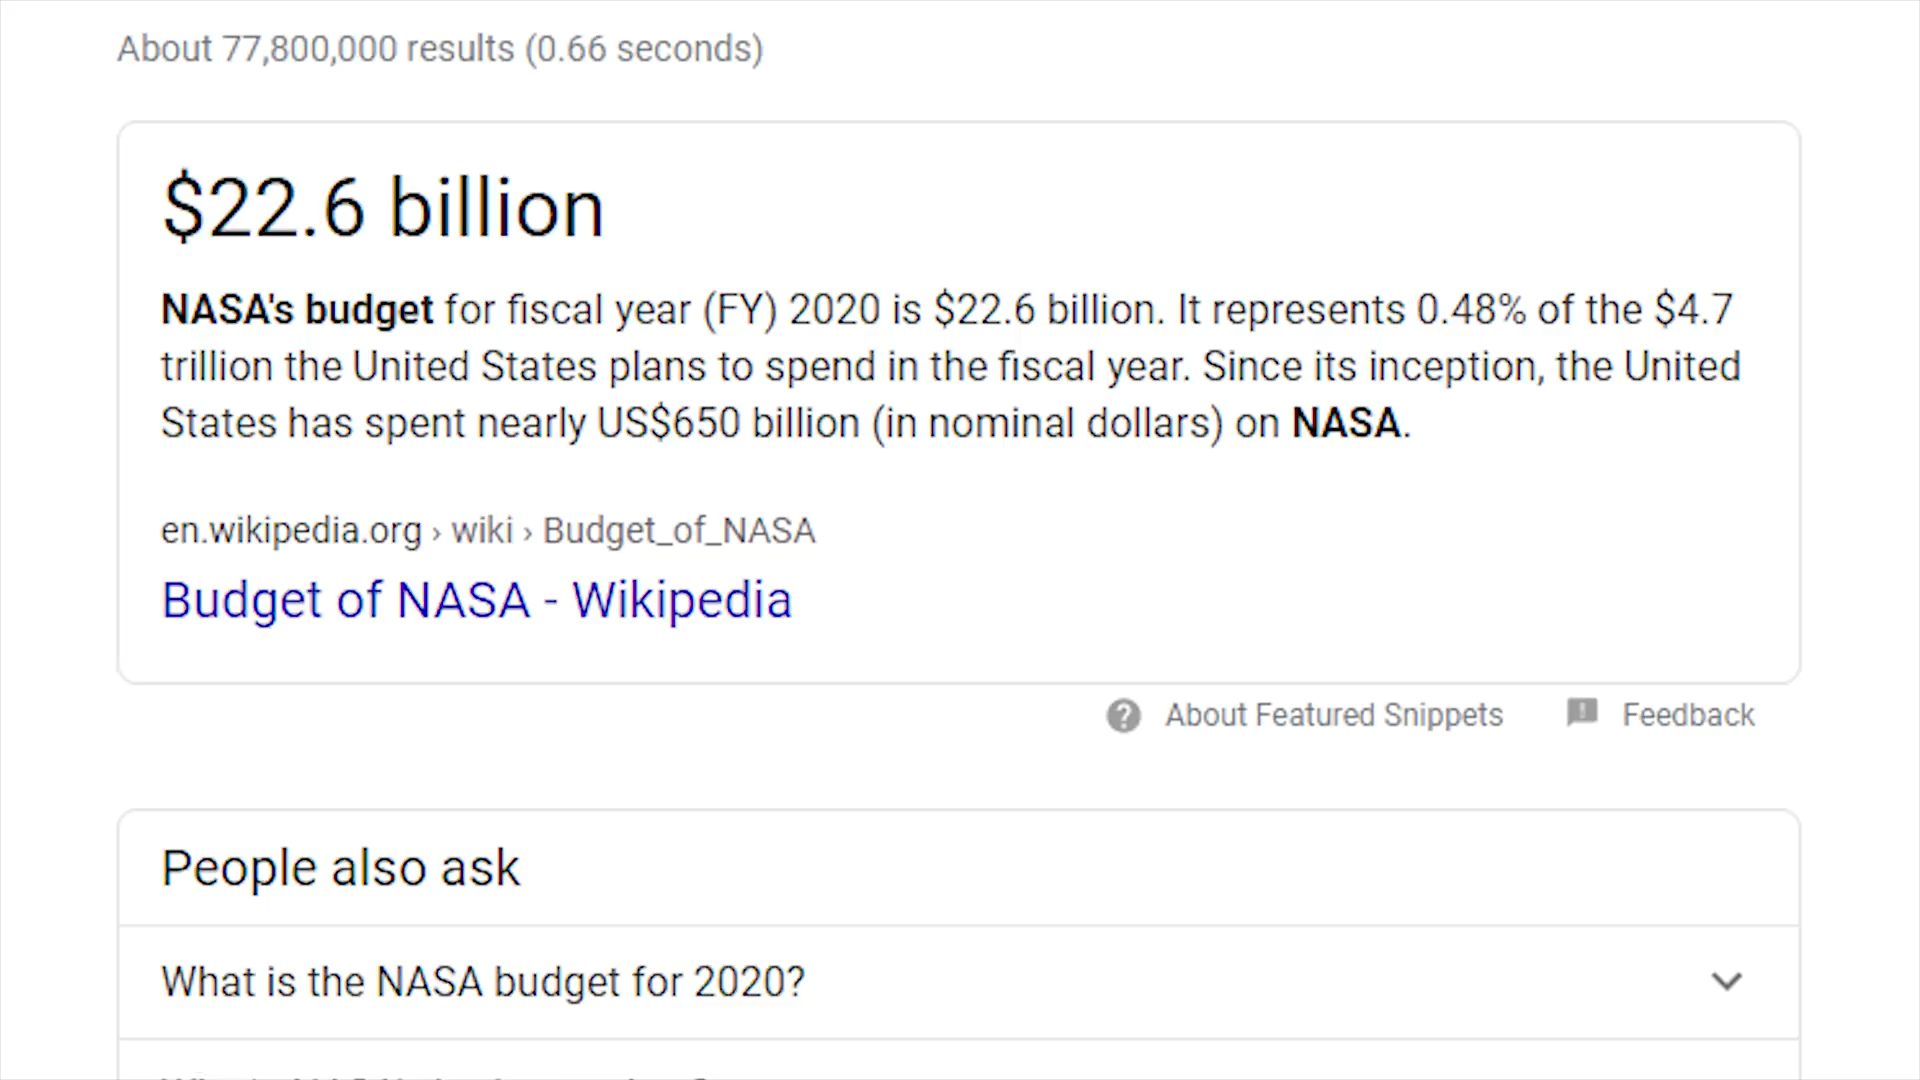 About 77,800,000 results (0.66 seconds)
$22.6 billion
NASA's budget for fiscal year (FY) 2020 is $22.6 billion. It represents 0.48% of the $4.7
trillion the United States plans to spend in the fiscal year. Since its inception, the United
States has spent nearly US$650 billion (in nominal dollars) on NASA.
en.wikipedia.org › wiki › Budget_of_NASA
Budget of NASA - Wikipedia
About Featured Snippets Feedback
People also ask
What is the NASA budget for 2020?